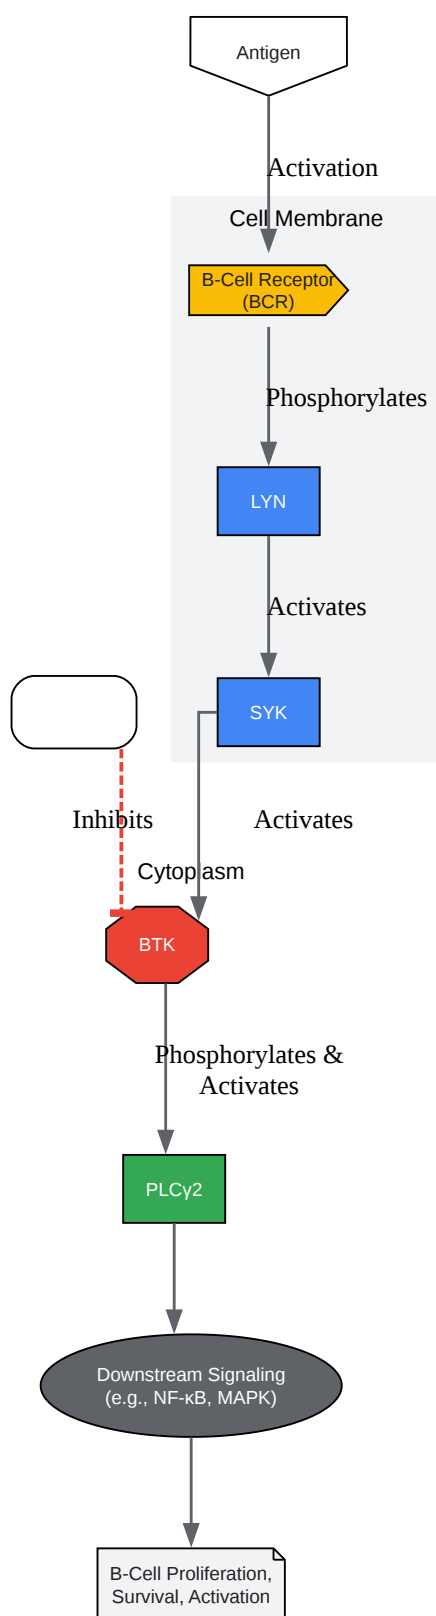 Antigen
Activation
Cell Membrane
B-Cell Receptor
(BCR)
Phosphorylates
LYN
Activates
SYK
Inhibits
Activates
Cytoplasm
BTK
Phosphorylates &
Activates
PLCγ2
Downstream Signaling
(e.g., NF-κB, MAPK)
B-Cell Proliferation,
Survival, Activation